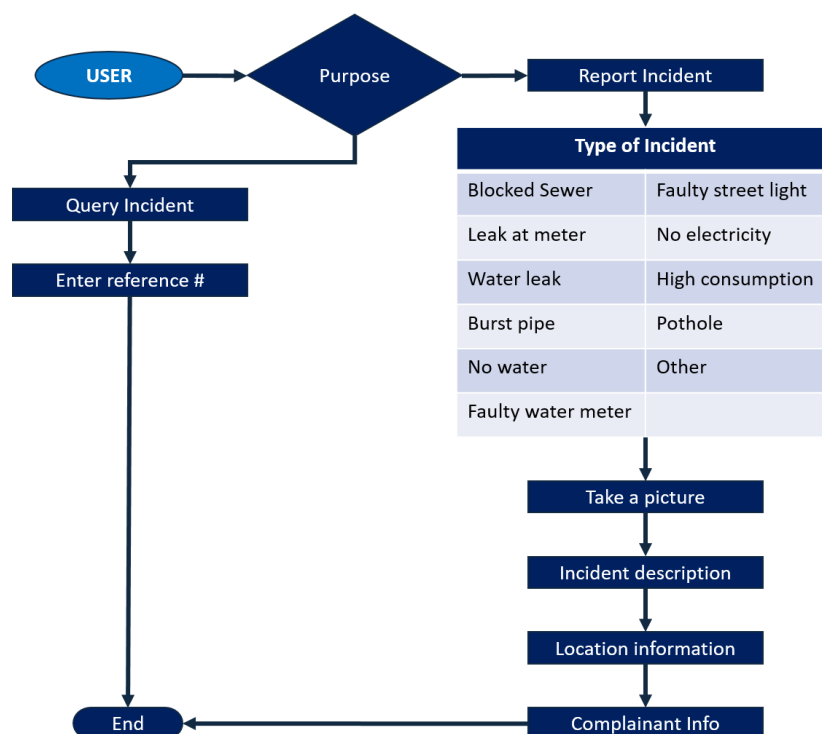 USER
Purpose
Report Incident
Type of Incident
Blocked Sewer
Faulty street light
Leak at meter
No electricity
Water leak
High consumption
Burst pipe
Pothole
No water
Other
Faulty water meter
Query Incident
Enter reference #
Take a picture
Incident description
Location information
Complainant Info
End